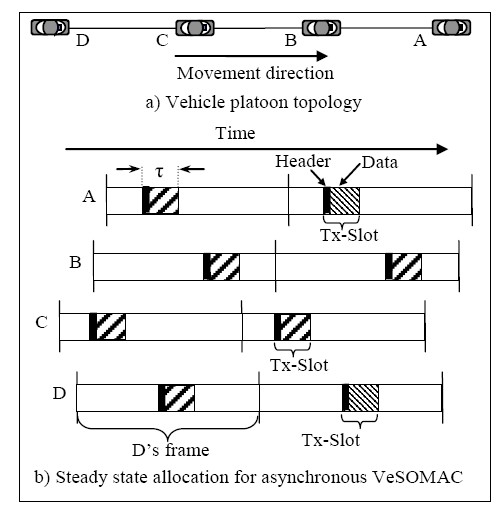 D C B A
Movement direction
a) Vehicle platoon topology
Time
τ Header Data
A
Tx-Slot
B
C
Tx-Slot
D
D's frame Tx-Slot
b) Steady state allocation for asynchronous VeSOMAC